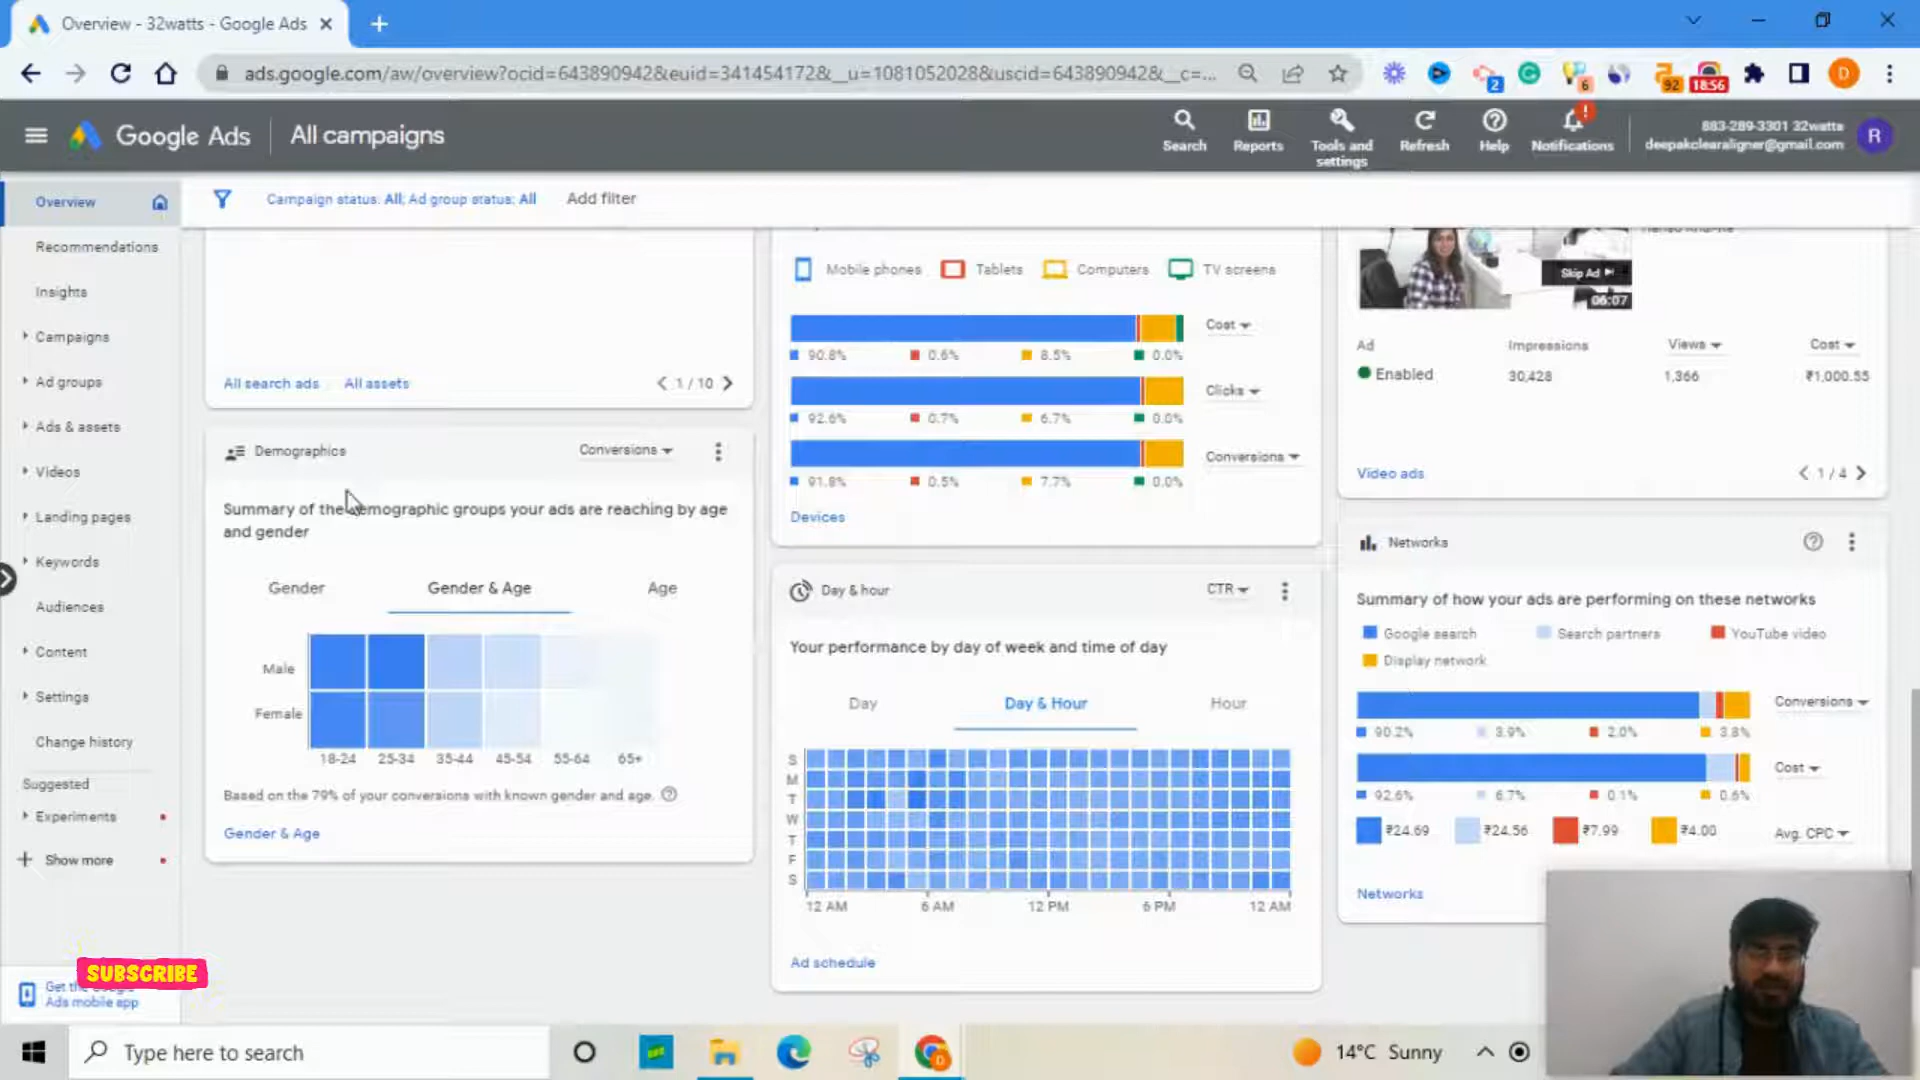 Overview - 32watts - Google Ads
ads.google.com/aw/overview?ocid=643890942&euid=341454172&__u=1081052028&uscid=643890942&__c=...
2
6
92
18:56
D
Google Ads
All campaigns
Search
Reports
Tools and
settings
Refresh
Help
Notifications
883-289-3301 32watts
deepakclearaligner@gmail.com
R
Overview
Recommendations
Insights
Campaigns
Ad groups
Ads & assets
Videos
Landing pages
Keywords
Audiences
Content
Settings
Change history
Suggested
Experiments
Show more
Get the
Ads mobile app
SUBSCRIBE
Campaign status: All; Ad group status: All
Add filter
All search ads
All assets
1 / 10
Demographics
Conversions
Summary of the demographic groups your ads are reaching by age
and gender
Gender
Gender & Age
Age
Male
Female
18-24 25-34 35-44 45-54 55-64 65+
Based on the 79% of your conversions with known gender and age.
Gender & Age
Mobile phones
Tablets
Computers
TV screens
Cost
90.8% 0.6% 8.5% 0.0%
Clicks
92.6% 0.7% 6.7% 0.0%
Conversions
91.8% 0.5% 7.7% 0.0%
Devices
Day & hour
CTR
Your performance by day of week and time of day
Day
Day & Hour
Hour
S
M
T
W
T
F
S
12 AM 6 AM 12 PM 6 PM 12 AM
Ad schedule
Skip Ad
06:07
Ad Impressions Views Cost
Enabled 30,428 1,366 ₹1,000.55
Video ads
1 / 4
Networks
Summary of how your ads are performing on these networks
Google search
Search partners
YouTube video
Display network
Conversions
90.2% 3.9% 2.0% 3.8%
Cost
92.6% 6.7% 0.1% 0.6%
₹24.69 ₹24.56 ₹7.99 ₹4.00 Avg. CPC
Networks
Type here to search
D
14°C Sunny